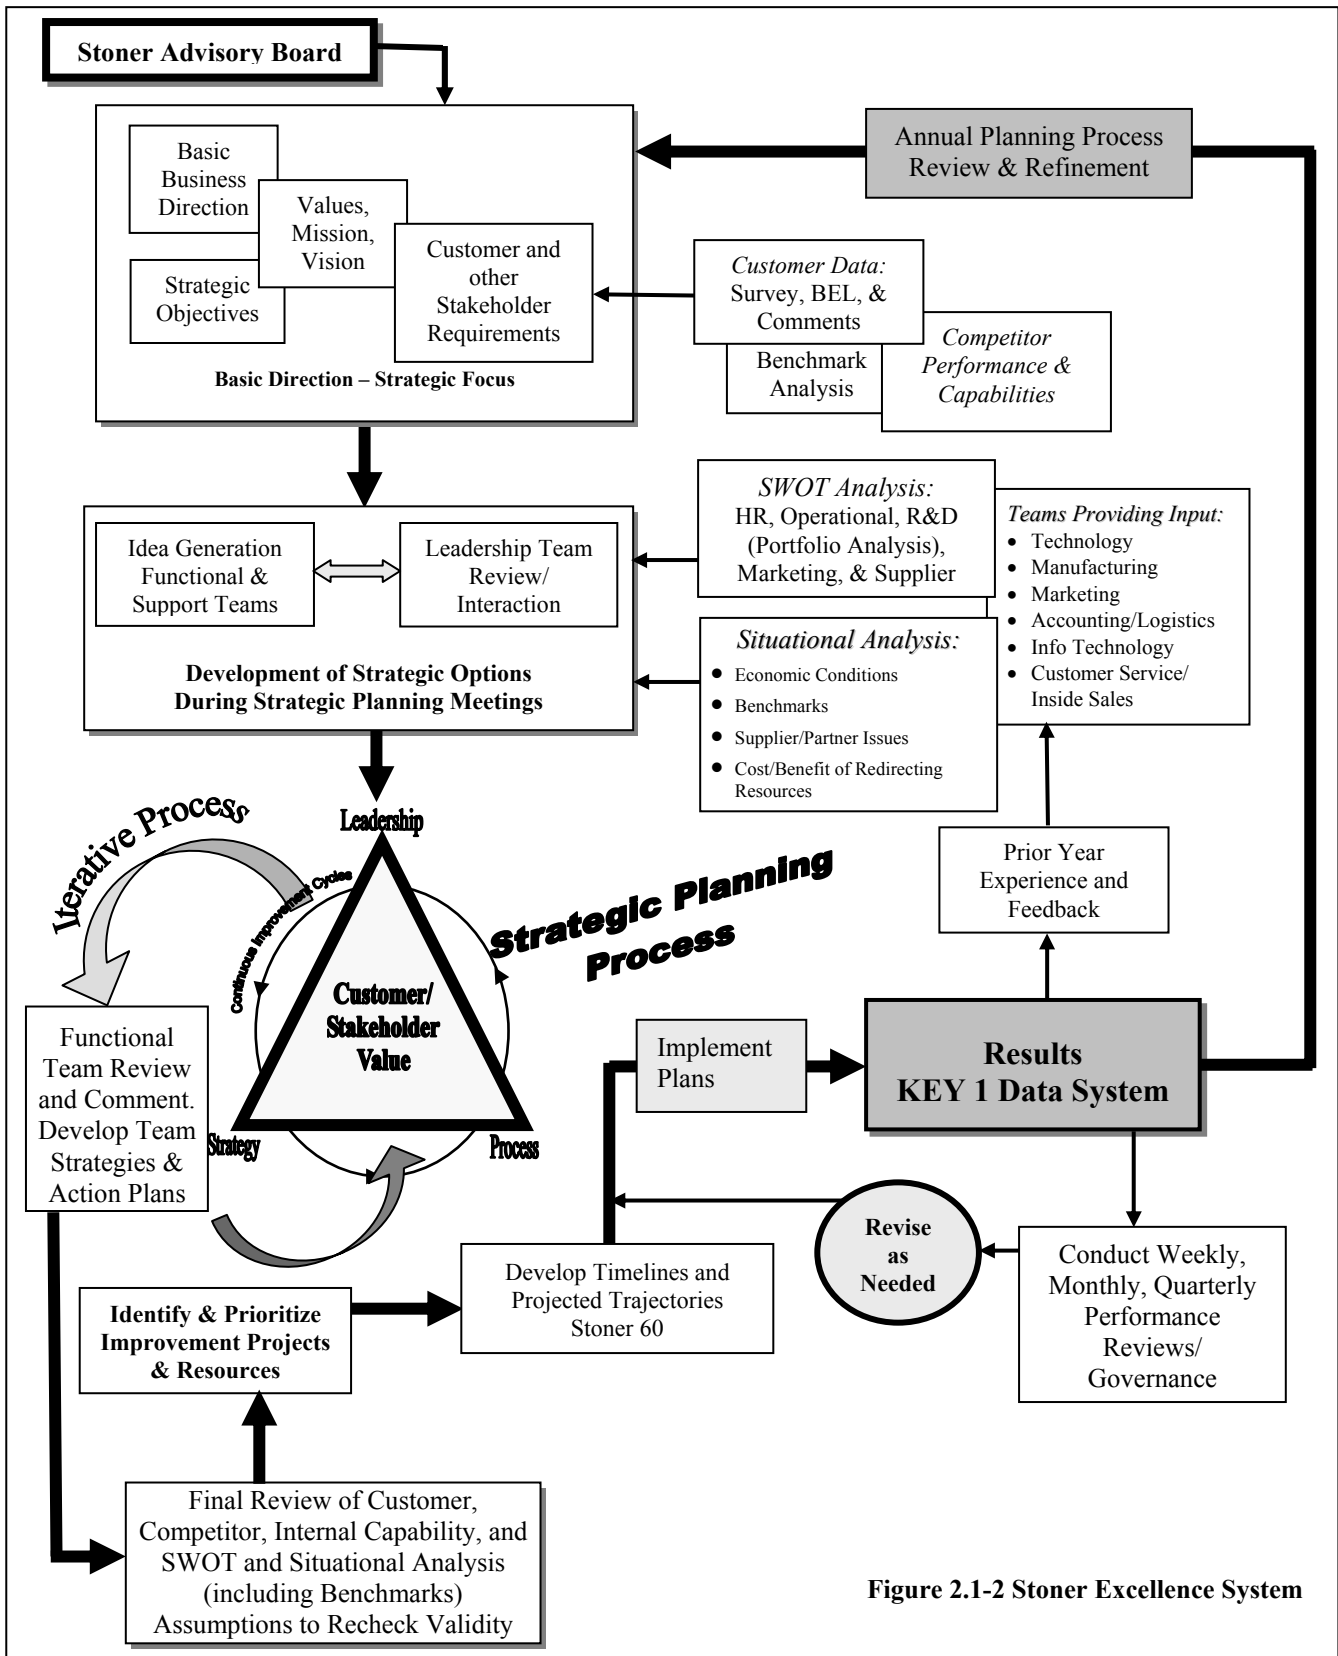 Stoner Advisory Board
Basic
Business
Direction
Values,
Mission,
Vision
Strategic
Objectives
Customer and
other
Stakeholder
Requirements
Basic Direction – Strategic Focus
Annual Planning Process
Review & Refinement
Customer Data:
Survey, BEL, &
Comments
Benchmark
Analysis
Competitor
Performance &
Capabilities
Idea Generation
Functional &
Support Teams
Leadership Team
Review/
Interaction
Development of Strategic Options
During Strategic Planning Meetings
SWOT Analysis:
HR, Operational, R&D
(Portfolio Analysis),
Marketing, & Supplier
Teams Providing Input:
• Technology
• Manufacturing
• Marketing
• Accounting/Logistics
• Info Technology
• Customer Service/
Inside Sales
Situational Analysis:
• Economic Conditions
• Benchmarks
• Supplier/Partner Issues
• Cost/Benefit of Redirecting
Resources
Iterative Process
Continuous Improvement Cycles
Leadership
Customer/
Stakeholder
Value
Strategy
Process
Strategic Planning
Process
Prior Year
Experience and
Feedback
Functional
Team Review
and Comment.
Develop Team
Strategies &
Action Plans
Implement
Plans
Results
KEY 1 Data System
Revise
as
Needed
Conduct Weekly,
Monthly, Quarterly
Performance
Reviews/
Governance
Develop Timelines and
Projected Trajectories
Stoner 60
Identify & Prioritize
Improvement Projects
& Resources
Final Review of Customer,
Competitor, Internal Capability, and
SWOT and Situational Analysis
(including Benchmarks)
Assumptions to Recheck Validity
Figure 2.1-2 Stoner Excellence System